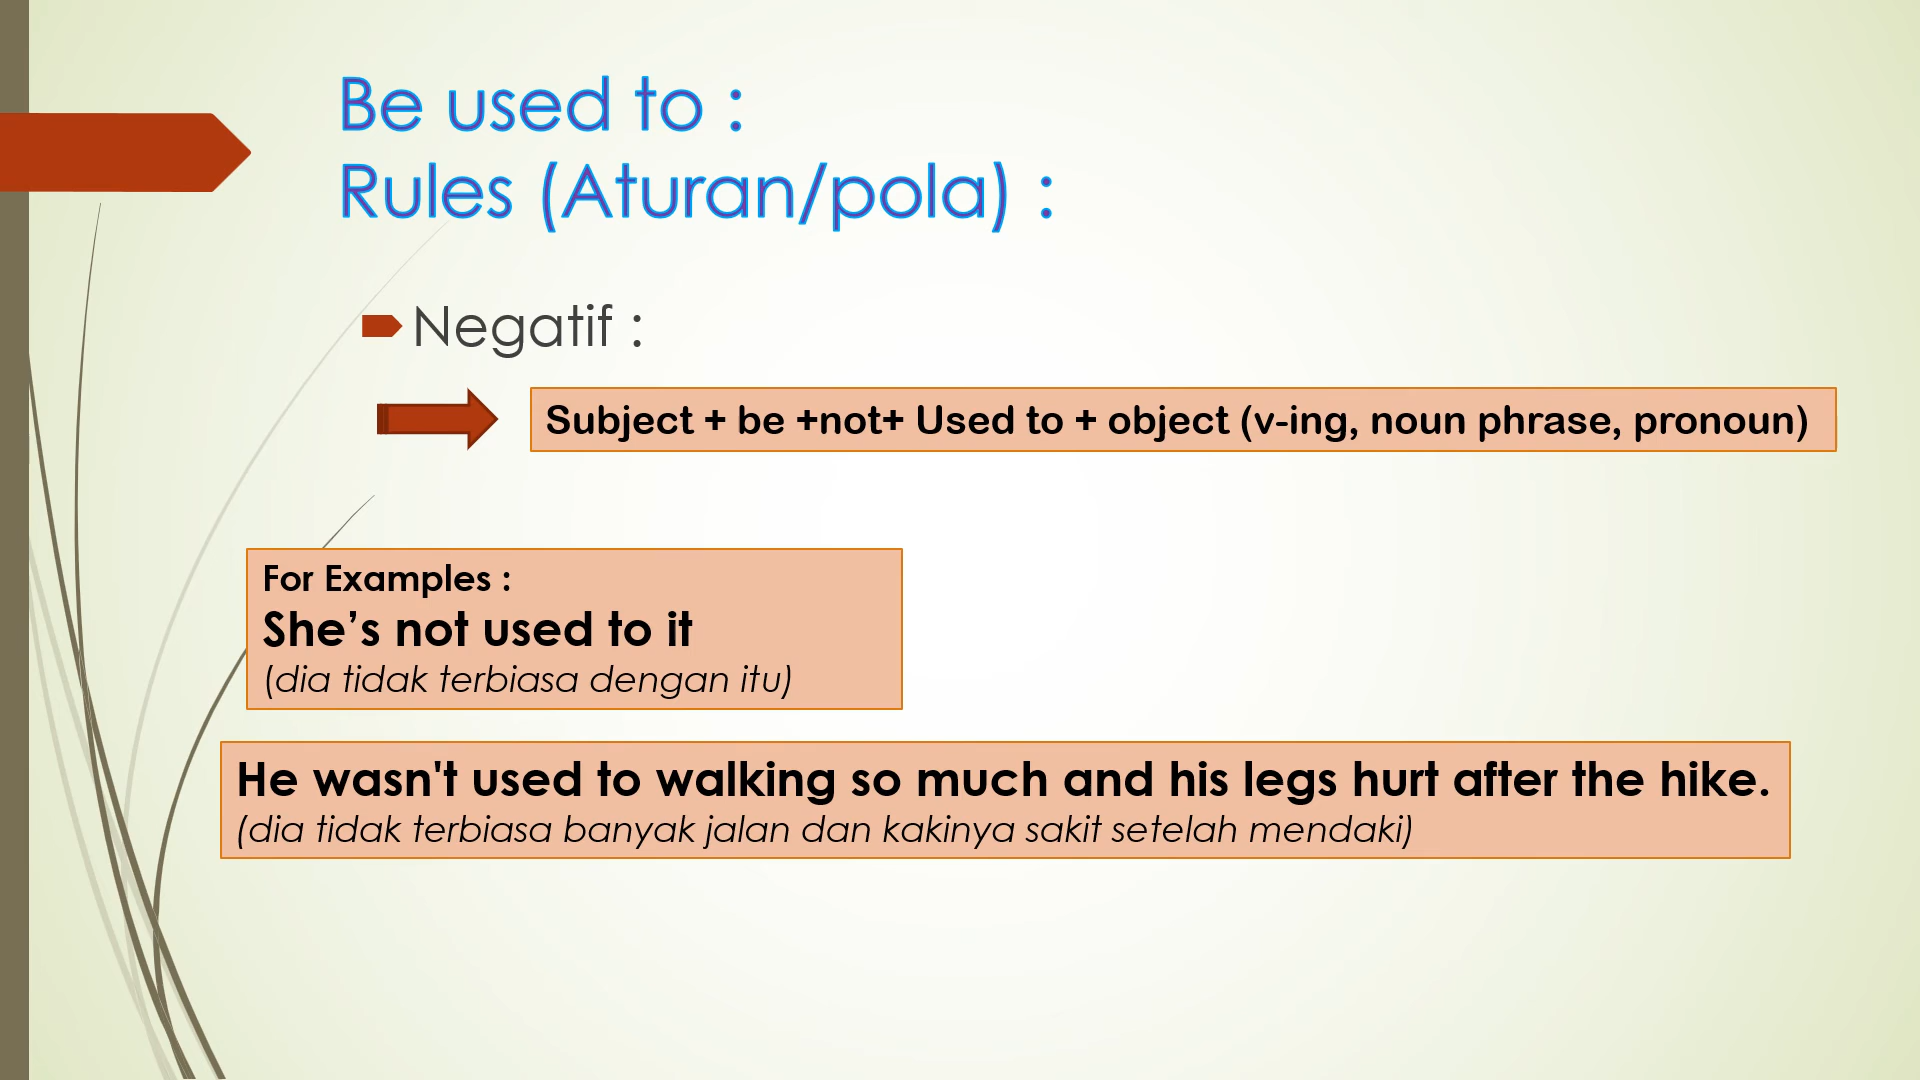 Be used to :
Rules (Aturan/pola) :
Negatif :
Subject + be +not+ Used to + object (v-ing, noun phrase, pronoun)
For Examples :
She’s not used to it
(dia tidak terbiasa dengan itu)
He wasn't used to walking so much and his legs hurt after the hike.
(dia tidak terbiasa banyak jalan dan kakinya sakit setelah mendaki)